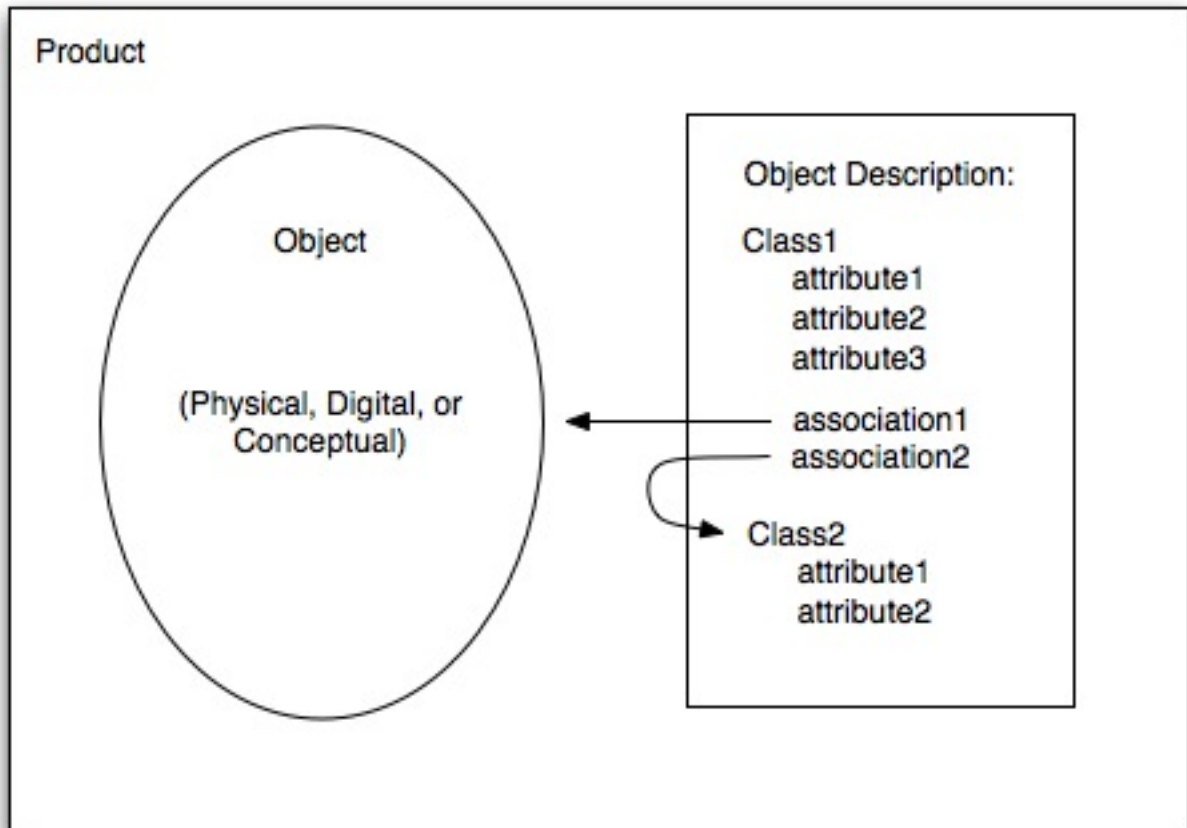 Product
Object
(Physical, Digital, or
Conceptual)
Object Description:
Class1
attribute1
attribute2
attribute3
association1
association2
Class2
attribute1
attribute2